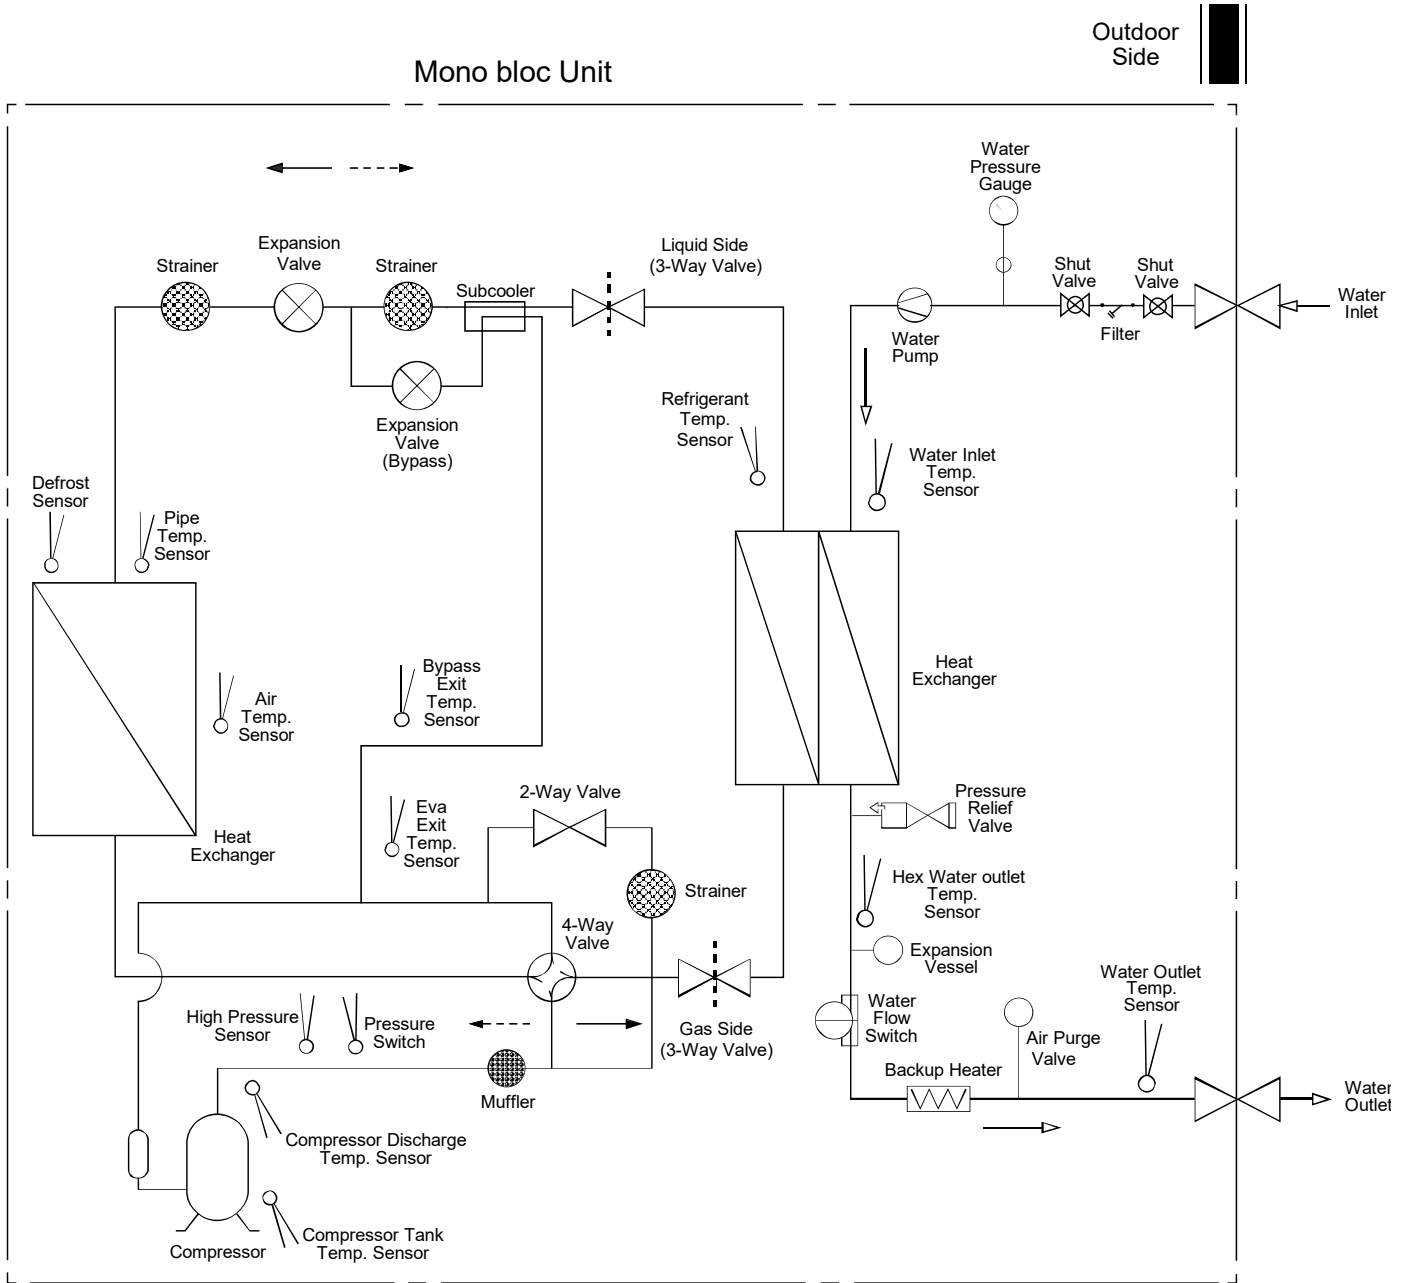 Outdoor
Side
Mono bloc Unit
Water
Pressure
Gauge
Expansion
Valve
Strainer
Strainer
Subcooler
Liquid Side
(3-Way Valve)
Shut
Valve
Shut
Valve
Filter
Water
Inlet
Water
Pump
Expansion
Valve
(Bypass)
Refrigerant
Temp.
Sensor
Water Inlet
Temp.
Sensor
Defrost
Sensor
Pipe
Temp.
Sensor
Air
Temp.
Sensor
Bypass
Exit
Temp.
Sensor
Heat
Exchanger
Heat
Exchanger
Eva
Exit
Temp.
Sensor
2-Way Valve
Strainer
4-Way
Valve
Pressure
Relief
Valve
Hex Water outlet
Temp.
Sensor
Expansion
Vessel
Water
Flow
Switch
Water Outlet
Temp.
Sensor
Air Purge
Valve
Backup Heater
Water
Outlet
High Pressure
Sensor
Pressure
Switch
Gas Side
(3-Way Valve)
Muffler
Compressor Discharge
Temp. Sensor
Compressor Tank
Temp. Sensor
Compressor